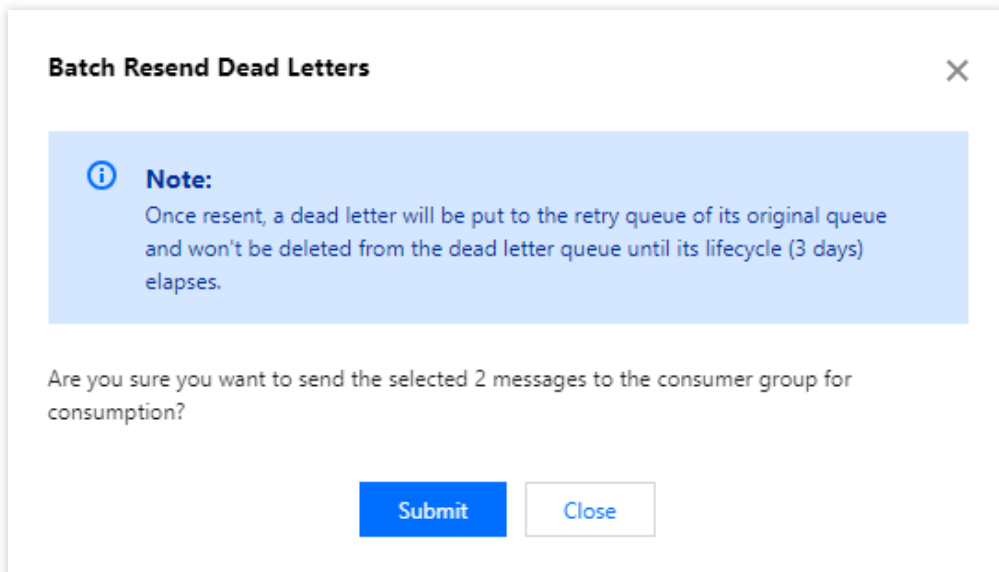 Batch Resend Dead Letters
Note:
Once resent, a dead letter will be put to the retry queue of its original queue
and won't be deleted from the dead letter queue until its lifecycle (3 days)
elapses.
Are you sure you want to send the selected 2 messages to the consumer group for
consumption?
Submit
Close